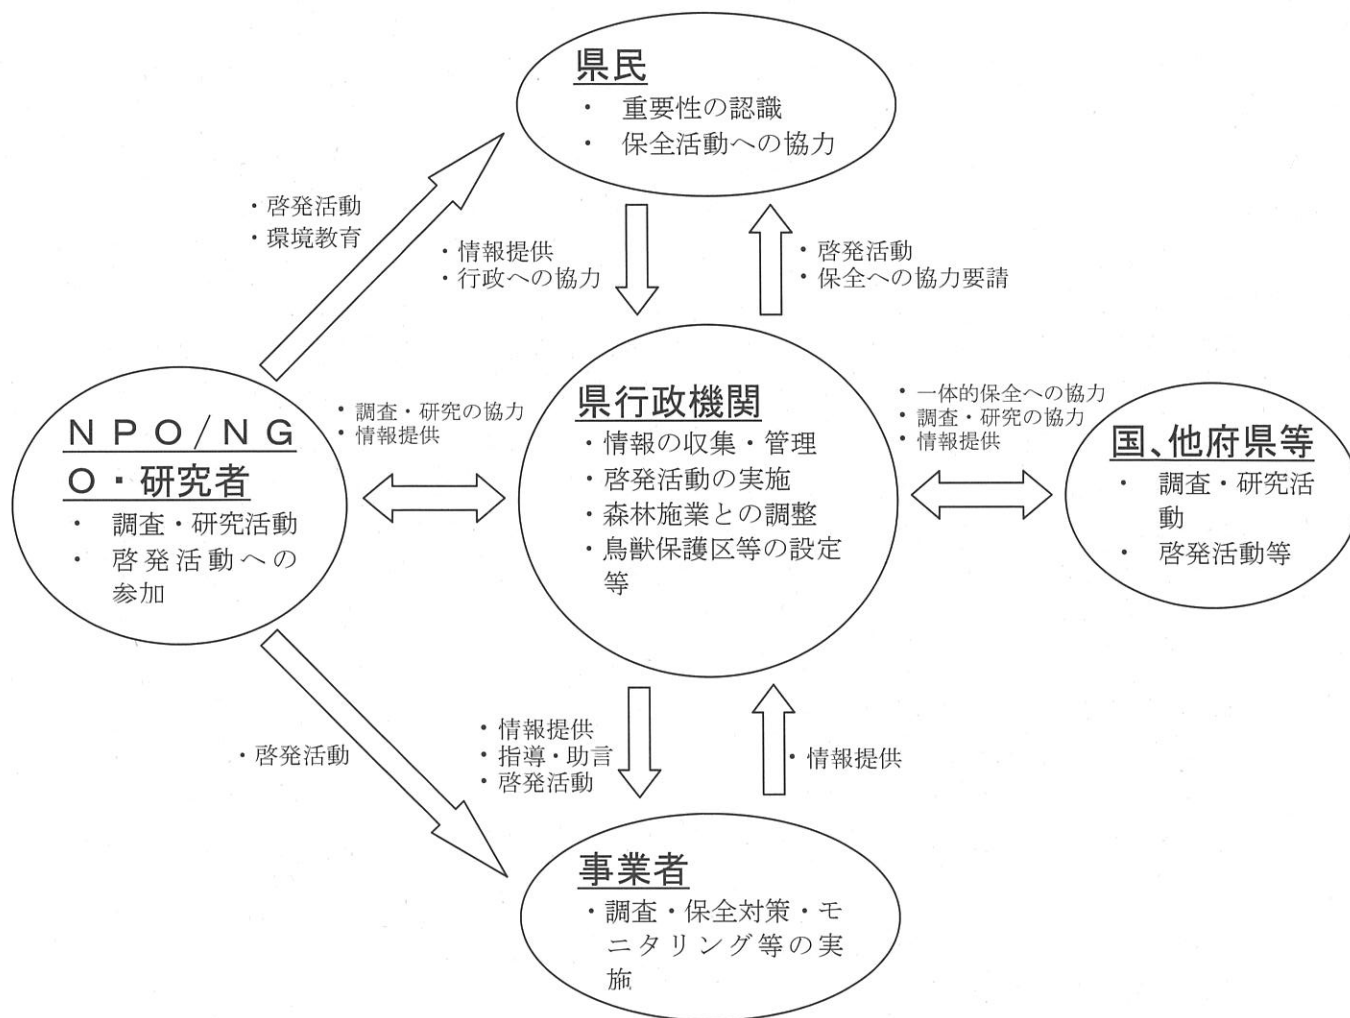 県民
・ 重要性の認識
・ 保全活動への協力
・啓発活動
・環境教育
・情報提供
・行政への協力
・啓発活動
・保全への協力要請
NPO/NG
O・研究者
・ 調査・研究活動
・ 啓発活動への
参加
・調査・研究の協力
・情報提供
県行政機関
・情報の収集・管理
・啓発活動の実施
・森林施業との調整
・鳥獣保護区等の設定
等
・一体的保全への協力
・調査・研究の協力
・情報提供
国、他府県等
・ 調査・研究活
動
・ 啓発活動等
・啓発活動
・情報提供
・指導・助言
・啓発活動
・情報提供
事業者
・調査・保全対策・モ
ニタリング等の実
施